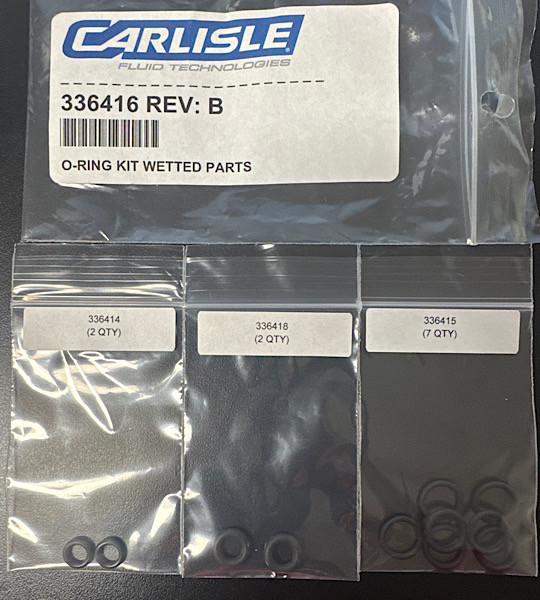 CARLISLE
FLUID TECHNOLOGIES
336416 REV: B
O-RING KIT WETTED PARTS
336414
(2 QTY)
336418
(2 QTY)
336415
(7 QTY)